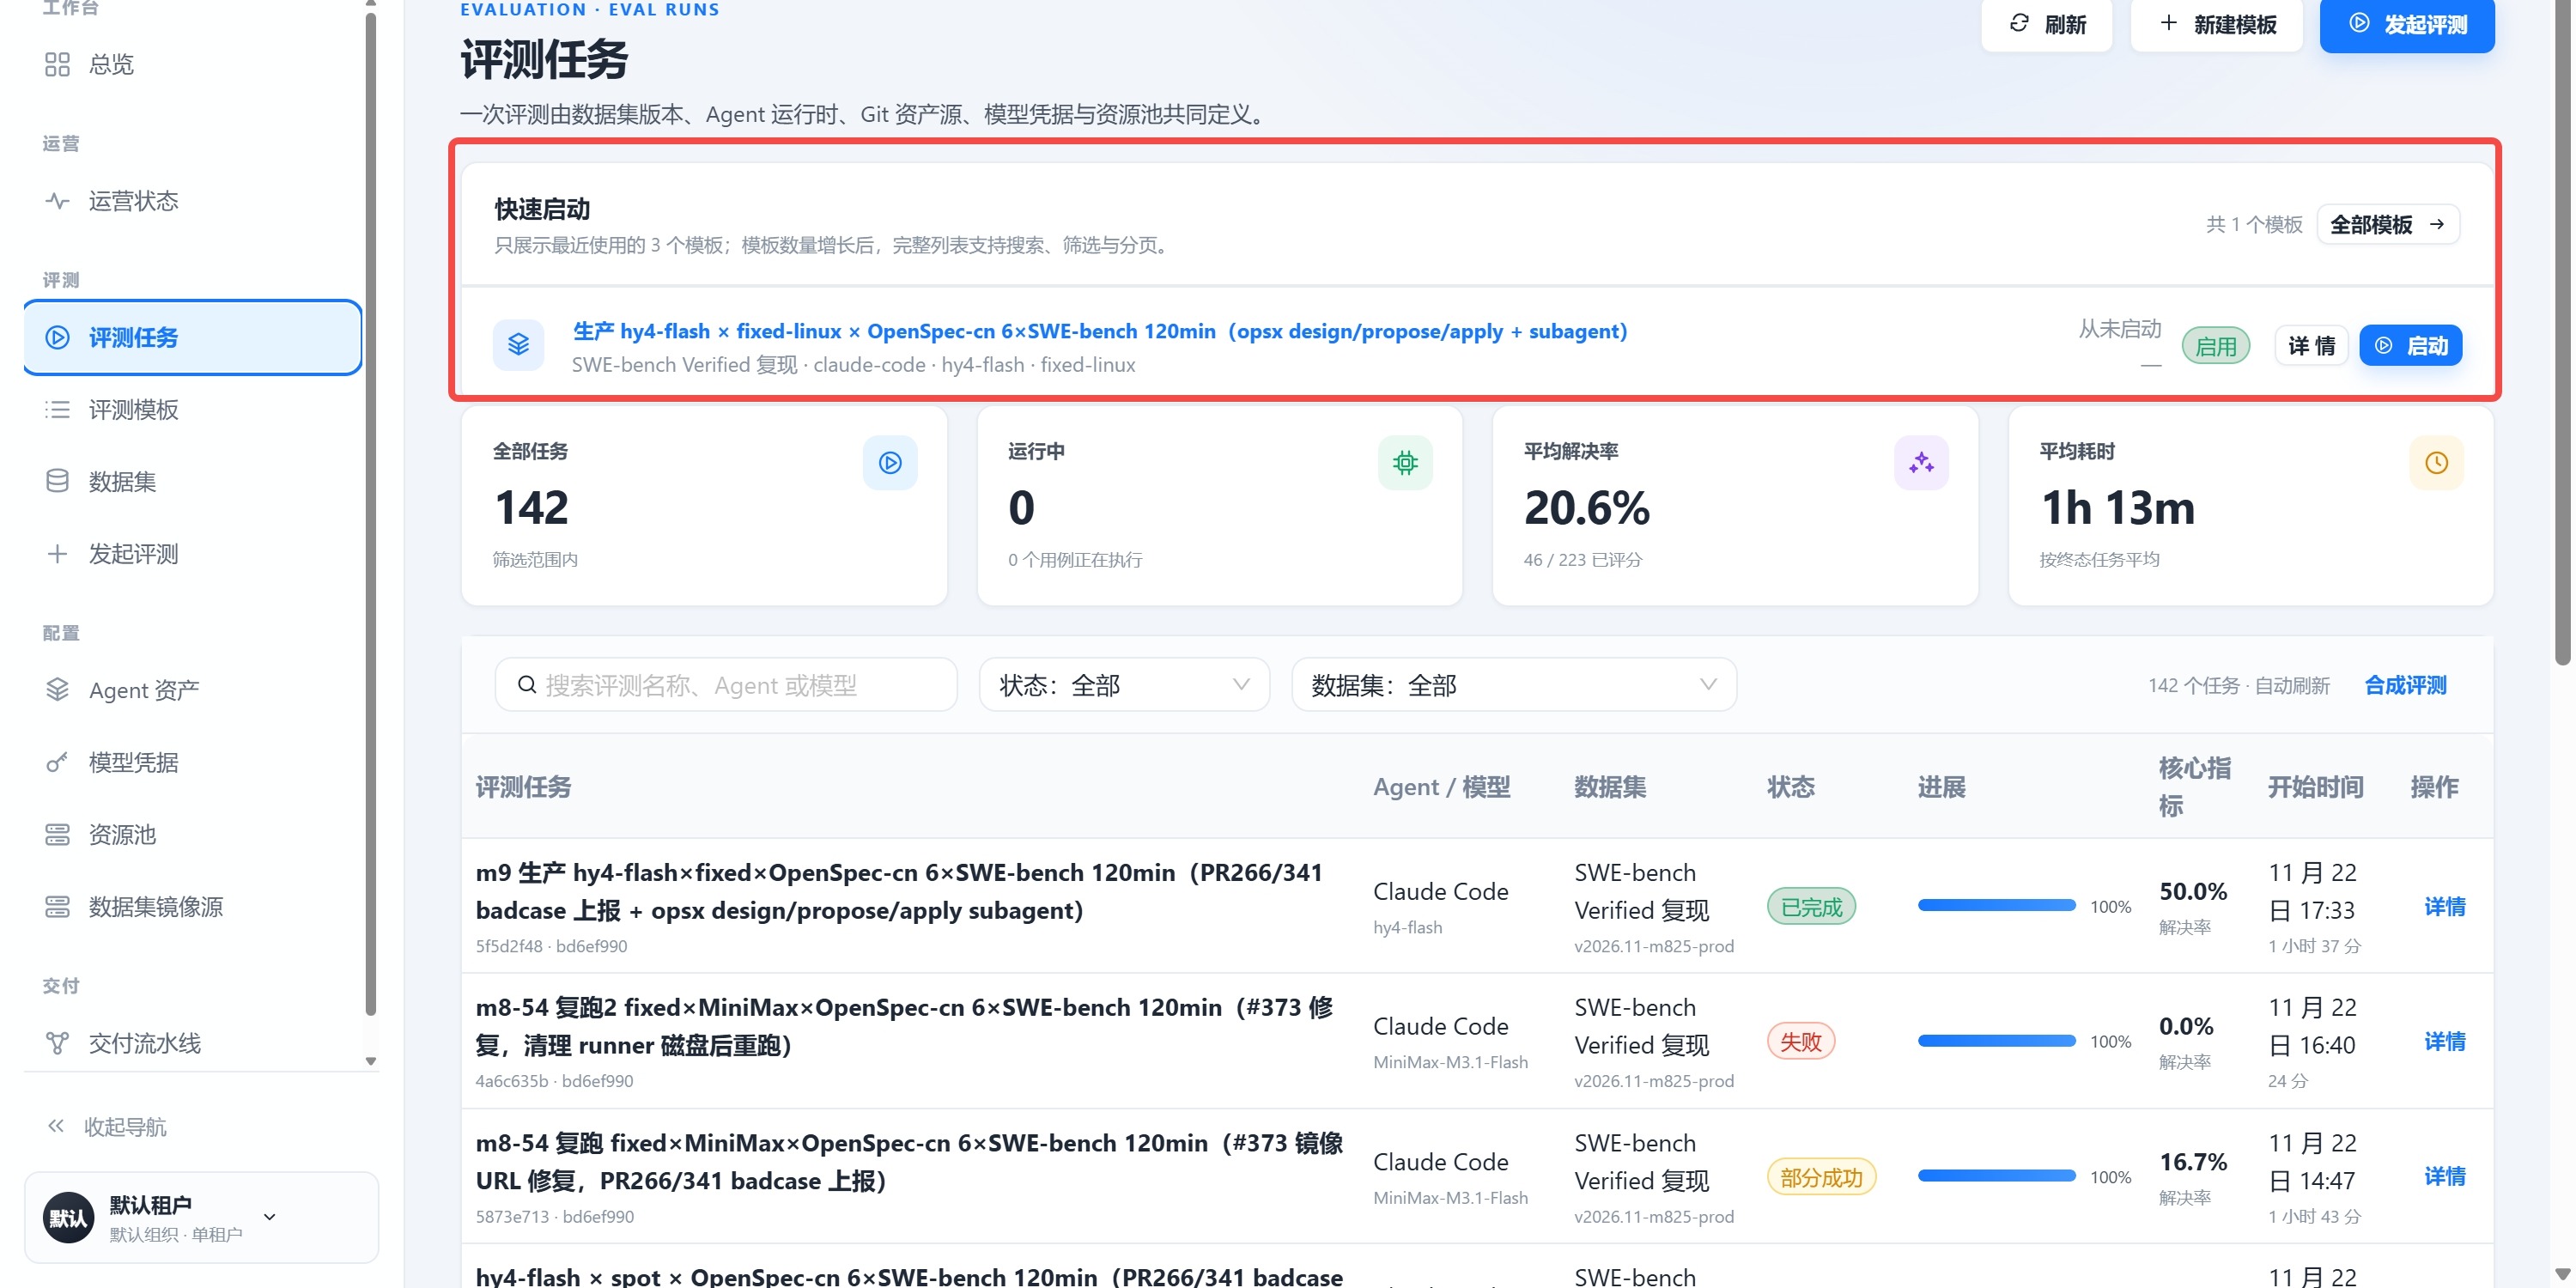 工作台
总览
运营
运营状态
评测
评测任务
评测模板
数据集
发起评测
配置
Agent 资产
模型凭据
资源池
数据集镜像源
交付
交付流水线
收起导航
默认
默认租户
默认组织 · 单租户
EVALUATION · EVAL RUNS
评测任务
一次评测由数据集版本、Agent 运行时、Git 资产源、模型凭据与资源池共同定义。
刷新
新建模板
发起评测
快速启动
只展示最近使用的 3 个模板；模板数量增长后，完整列表支持搜索、筛选与分页。
共 1 个模板
全部模板 →
生产 hy4-flash × fixed-linux × OpenSpec-cn 6×SWE-bench 120min（opsx design/propose/apply + subagent）
SWE-bench Verified 复现 · claude-code · hy4-flash · fixed-linux
从未启动
—
启用
详 情
启动
全部任务
142
筛选范围内
运行中
0
0 个用例正在执行
平均解决率
20.6%
46 / 223 已评分
平均耗时
1h 13m
按终态任务平均
搜索评测名称、Agent 或模型
状态：全部
数据集：全部
142 个任务 · 自动刷新
合成评测
评测任务
Agent / 模型
数据集
状态
进展
核心指
标
开始时间
操作
m9 生产 hy4-flash×fixed×OpenSpec-cn 6×SWE-bench 120min（PR266/341
badcase 上报 + opsx design/propose/apply subagent）
5f5d2f48 · bd6ef990
Claude Code
hy4-flash
SWE-bench
Verified 复现
v2026.11-m825-prod
已完成
100%
50.0%
解决率
11 月 22
日 17:33
1 小时 37 分
详情
m8-54 复跑2 fixed×MiniMax×OpenSpec-cn 6×SWE-bench 120min（#373 修
复，清理 runner 磁盘后重跑）
4a6c635b · bd6ef990
Claude Code
MiniMax-M3.1-Flash
SWE-bench
Verified 复现
v2026.11-m825-prod
失败
100%
0.0%
解决率
11 月 22
日 16:40
24 分
详情
m8-54 复跑 fixed×MiniMax×OpenSpec-cn 6×SWE-bench 120min（#373 镜像
URL 修复，PR266/341 badcase 上报）
5873e713 · bd6ef990
Claude Code
MiniMax-M3.1-Flash
SWE-bench
Verified 复现
v2026.11-m825-prod
部分成功
100%
16.7%
解决率
11 月 22
日 14:47
1 小时 43 分
详情
hy4-flash × spot × OpenSpec-cn 6×SWE-bench 120min（PR266/341 badcase
SWE-bench
11 月 22